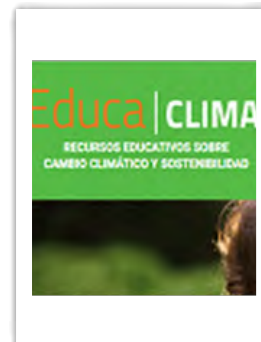 Educa | CLIMA
RECURSOS EDUCATIVOS SOBRE
CAMBIO CLIMÁTICO Y SOSTENIBILIDAD